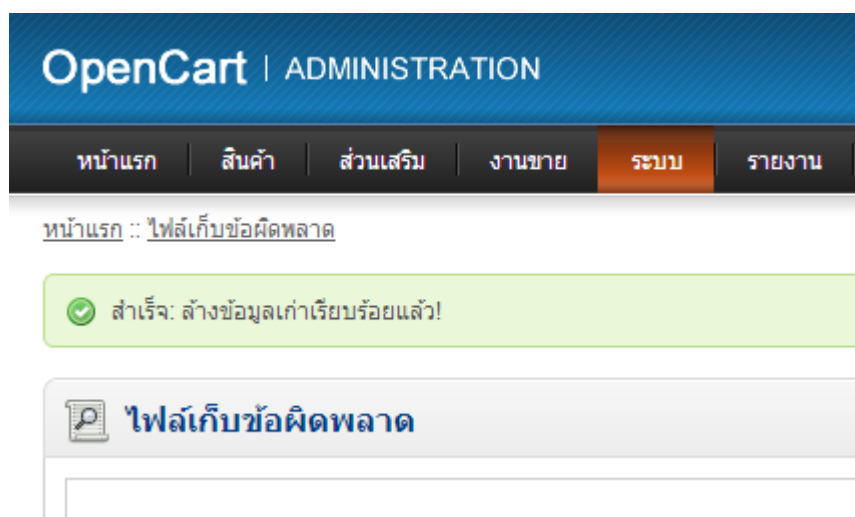 OpenCart | ADMINISTRATION
หน้าแรก สินค้า ส่วนเสริม งานขาย ระบบ รายงาน
หน้าแรก :: ไฟล์เก็บข้อผิดพลาด
สำเร็จ: ล้างข้อมูลเก่าเรียบร้อยแล้ว!
ไฟล์เก็บข้อผิดพลาด